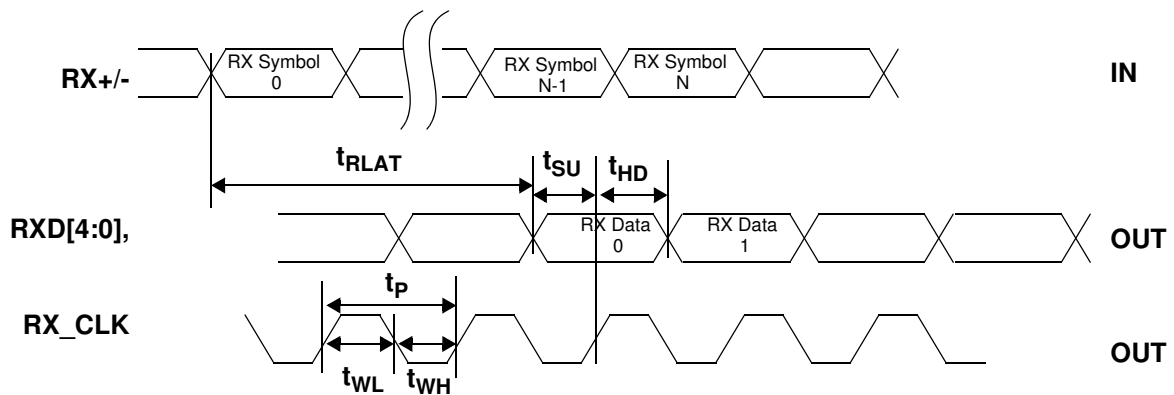 RX+/-
RX Symbol
0
RX Symbol
N-1
RX Symbol
N
IN
tRLAT
tSU
tHD
RXD[4:0],
RX Data
0
RX Data
1
OUT
tP
RX_CLK
OUT
tWL
tWH